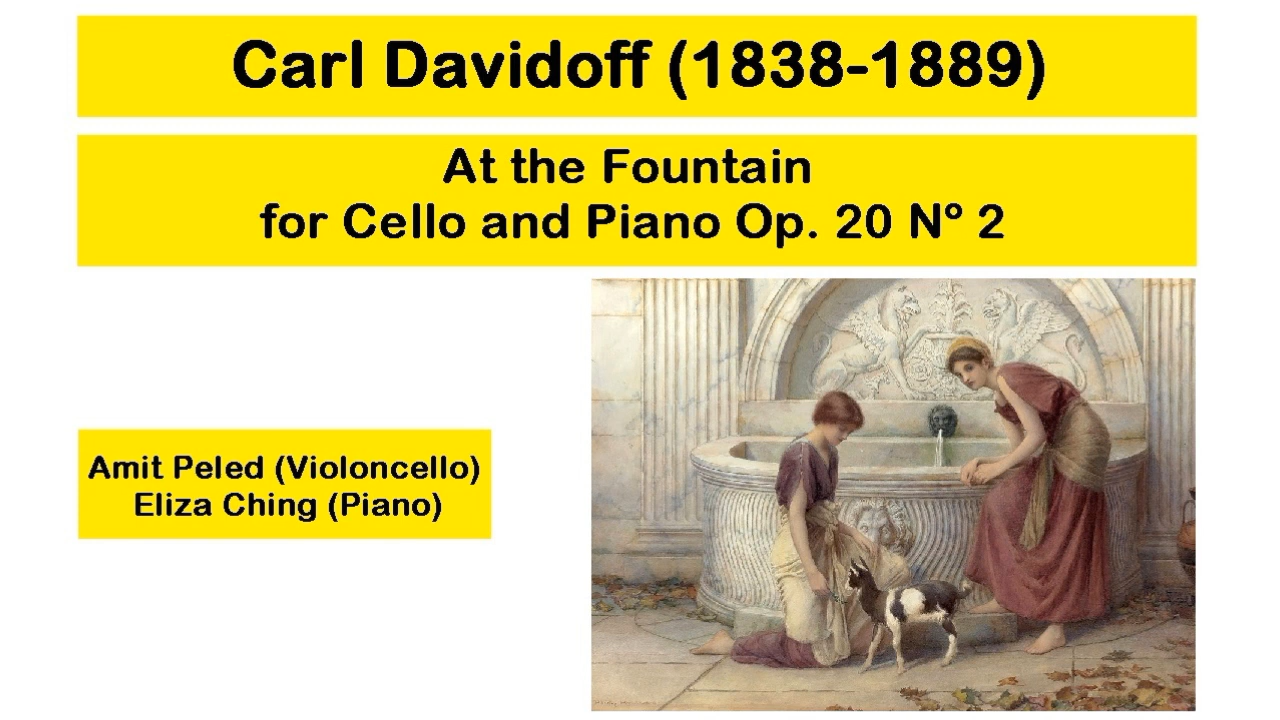 Carl Davidoff (1838-1889)
At the Fountain
for Cello and Piano Op. 20 Nº 2
Amit Peled (Violoncello)
Eliza Ching (Piano)